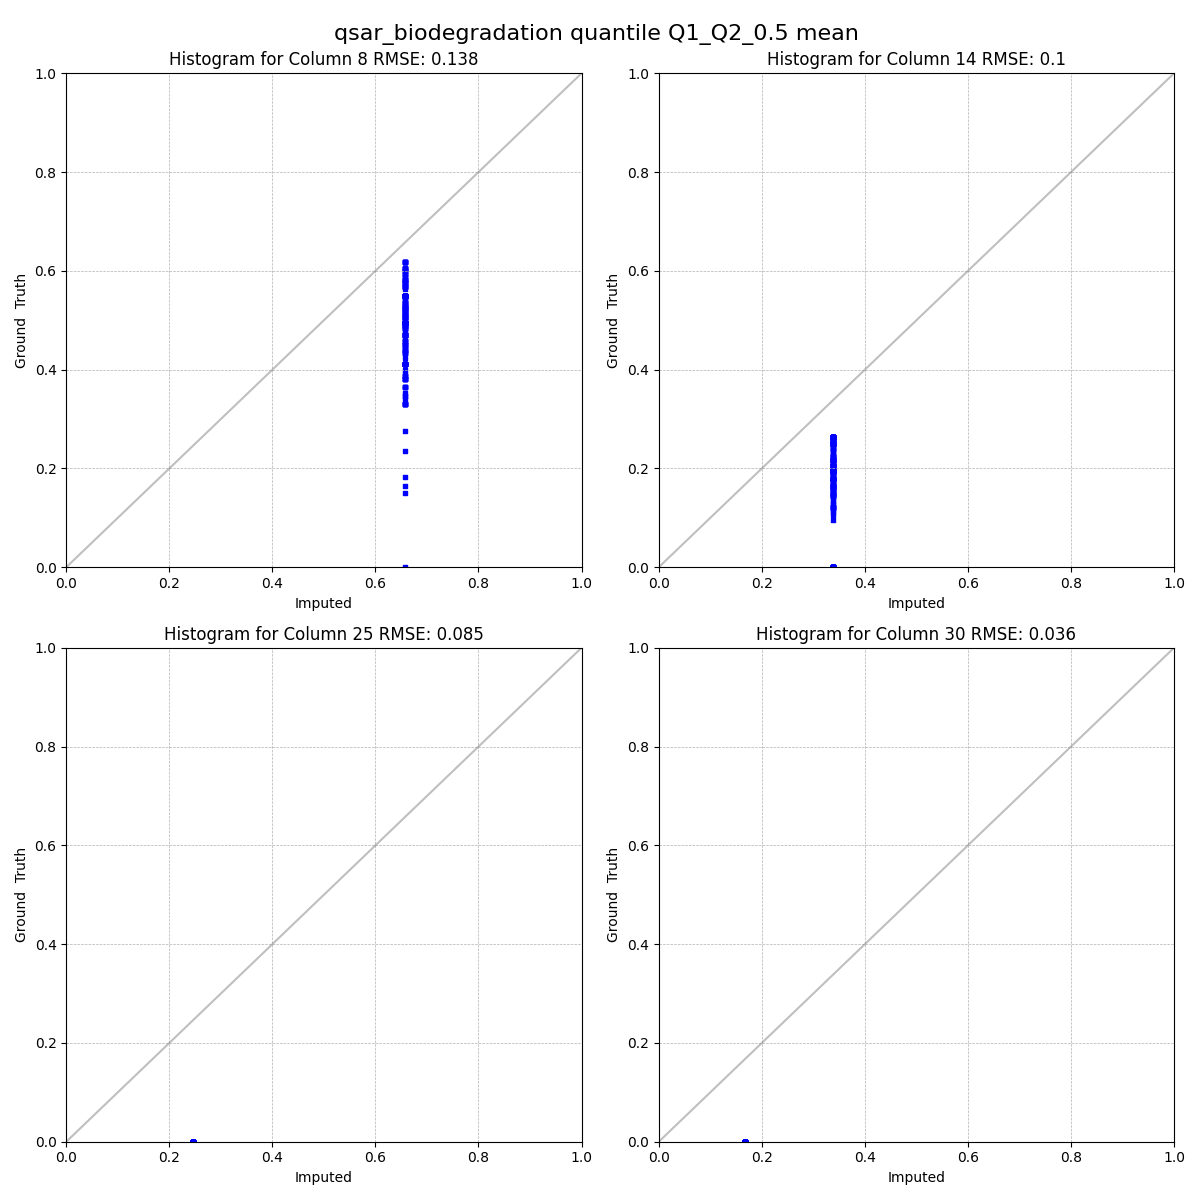 qsar_biodegradation quantile Q1_Q2_0.5 mean
Histogram for Column 8 RMSE: 0.138
Histogram for Column 14 RMSE: 0.1
1.0
0.8
0.6
0.4
0.2
0.0
Ground Truth
0.0 0.2 0.4 0.6 0.8 1.0
Imputed
1.0
0.8
0.6
0.4
0.2
0.0
Ground Truth
0.0 0.2 0.4 0.6 0.8 1.0
Imputed
Histogram for Column 25 RMSE: 0.085
Histogram for Column 30 RMSE: 0.036
1.0
0.8
0.6
0.4
0.2
0.0
Ground Truth
0.0 0.2 0.4 0.6 0.8 1.0
Imputed
1.0
0.8
0.6
0.4
0.2
0.0
Ground Truth
0.0 0.2 0.4 0.6 0.8 1.0
Imputed